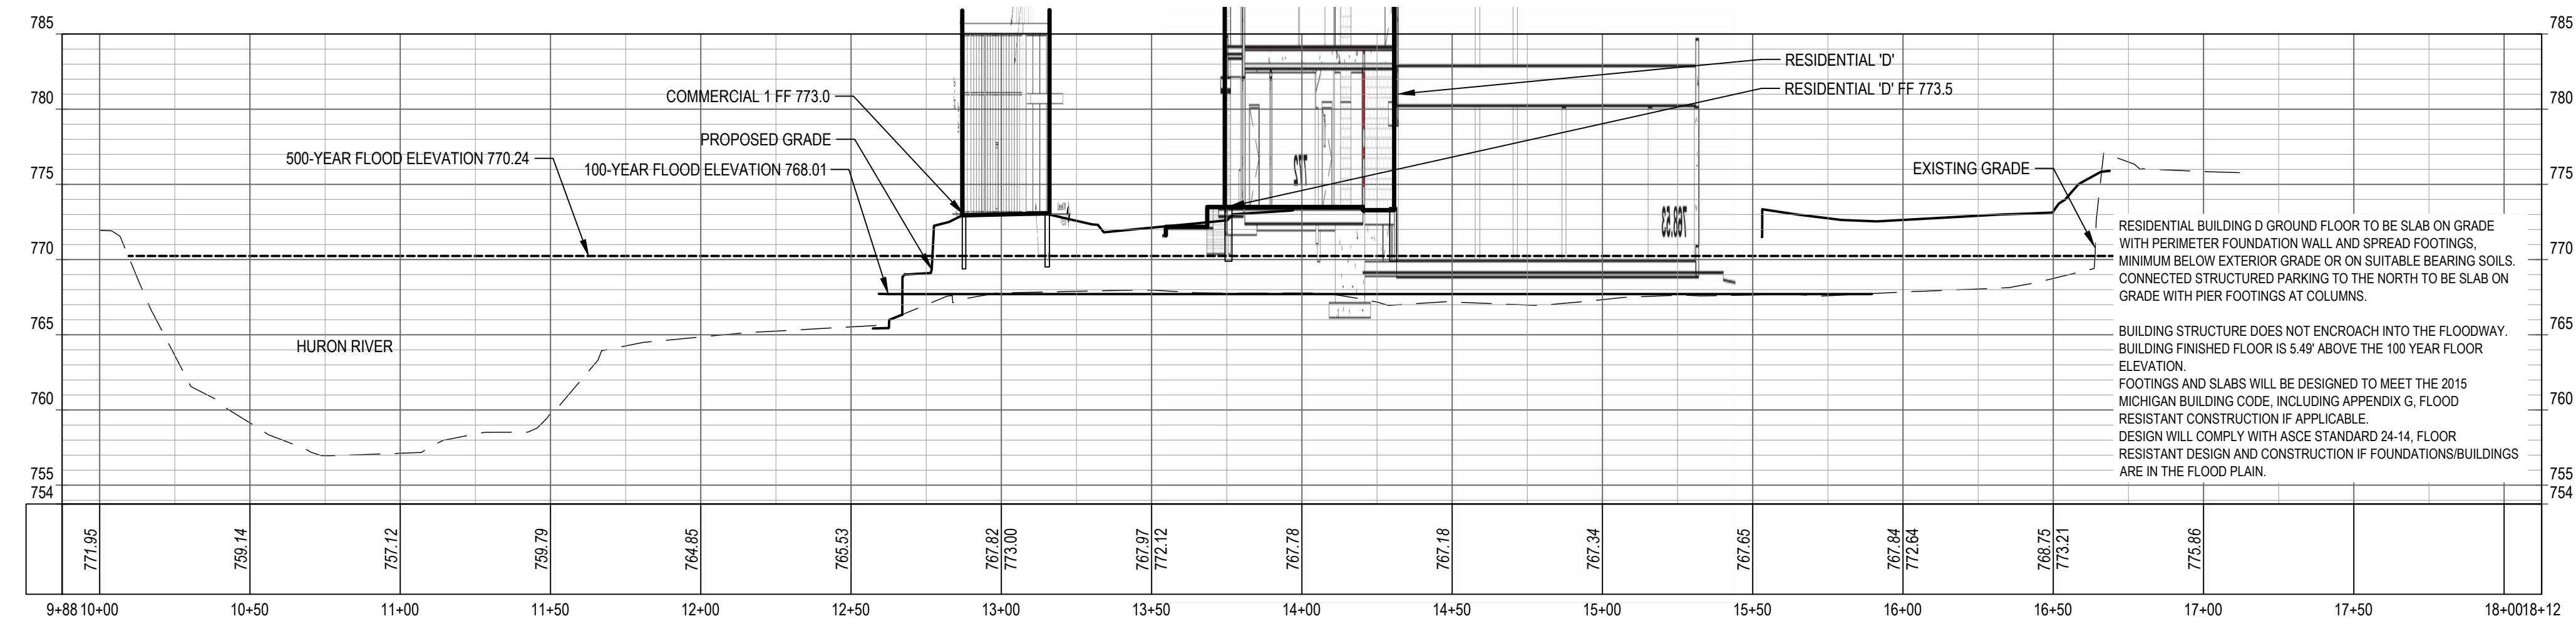 785
780
775
770
765
760
755
754
785
780
775
770
765
760
755
754
COMMERCIAL 1 FF 773.0
PROPOSED GRADE
500-YEAR FLOOD ELEVATION 770.24
100-YEAR FLOOD ELEVATION 768.01
HURON RIVER
RESIDENTIAL 'D'
RESIDENTIAL 'D' FF 773.5
EXISTING GRADE
772
768.53
RESIDENTIAL BUILDING D GROUND FLOOR TO BE SLAB ON GRADE
WITH PERIMETER FOUNDATION WALL AND SPREAD FOOTINGS,
MINIMUM BELOW EXTERIOR GRADE OR ON SUITABLE BEARING SOILS.
CONNECTED STRUCTURED PARKING TO THE NORTH TO BE SLAB ON
GRADE WITH PIER FOOTINGS AT COLUMNS.
BUILDING STRUCTURE DOES NOT ENCROACH INTO THE FLOODWAY.
BUILDING FINISHED FLOOR IS 5.49' ABOVE THE 100 YEAR FLOOR
ELEVATION.
FOOTINGS AND SLABS WILL BE DESIGNED TO MEET THE 2015
MICHIGAN BUILDING CODE, INCLUDING APPENDIX G, FLOOD
RESISTANT CONSTRUCTION IF APPLICABLE.
DESIGN WILL COMPLY WITH ASCE STANDARD 24-14, FLOOR
RESISTANT DESIGN AND CONSTRUCTION IF FOUNDATIONS/BUILDINGS
ARE IN THE FLOOD PLAIN.
771.95
759.14
757.12
759.79
764.85
765.53
767.82
773.00
767.97
772.12
767.78
767.18
767.34
767.65
767.84
772.64
768.75
773.21
775.86
9+88 10+00 10+50 11+00 11+50 12+00 12+50 13+00 13+50 14+00 14+50 15+00 15+50 16+00 16+50 17+00 17+50 18+00 18+12